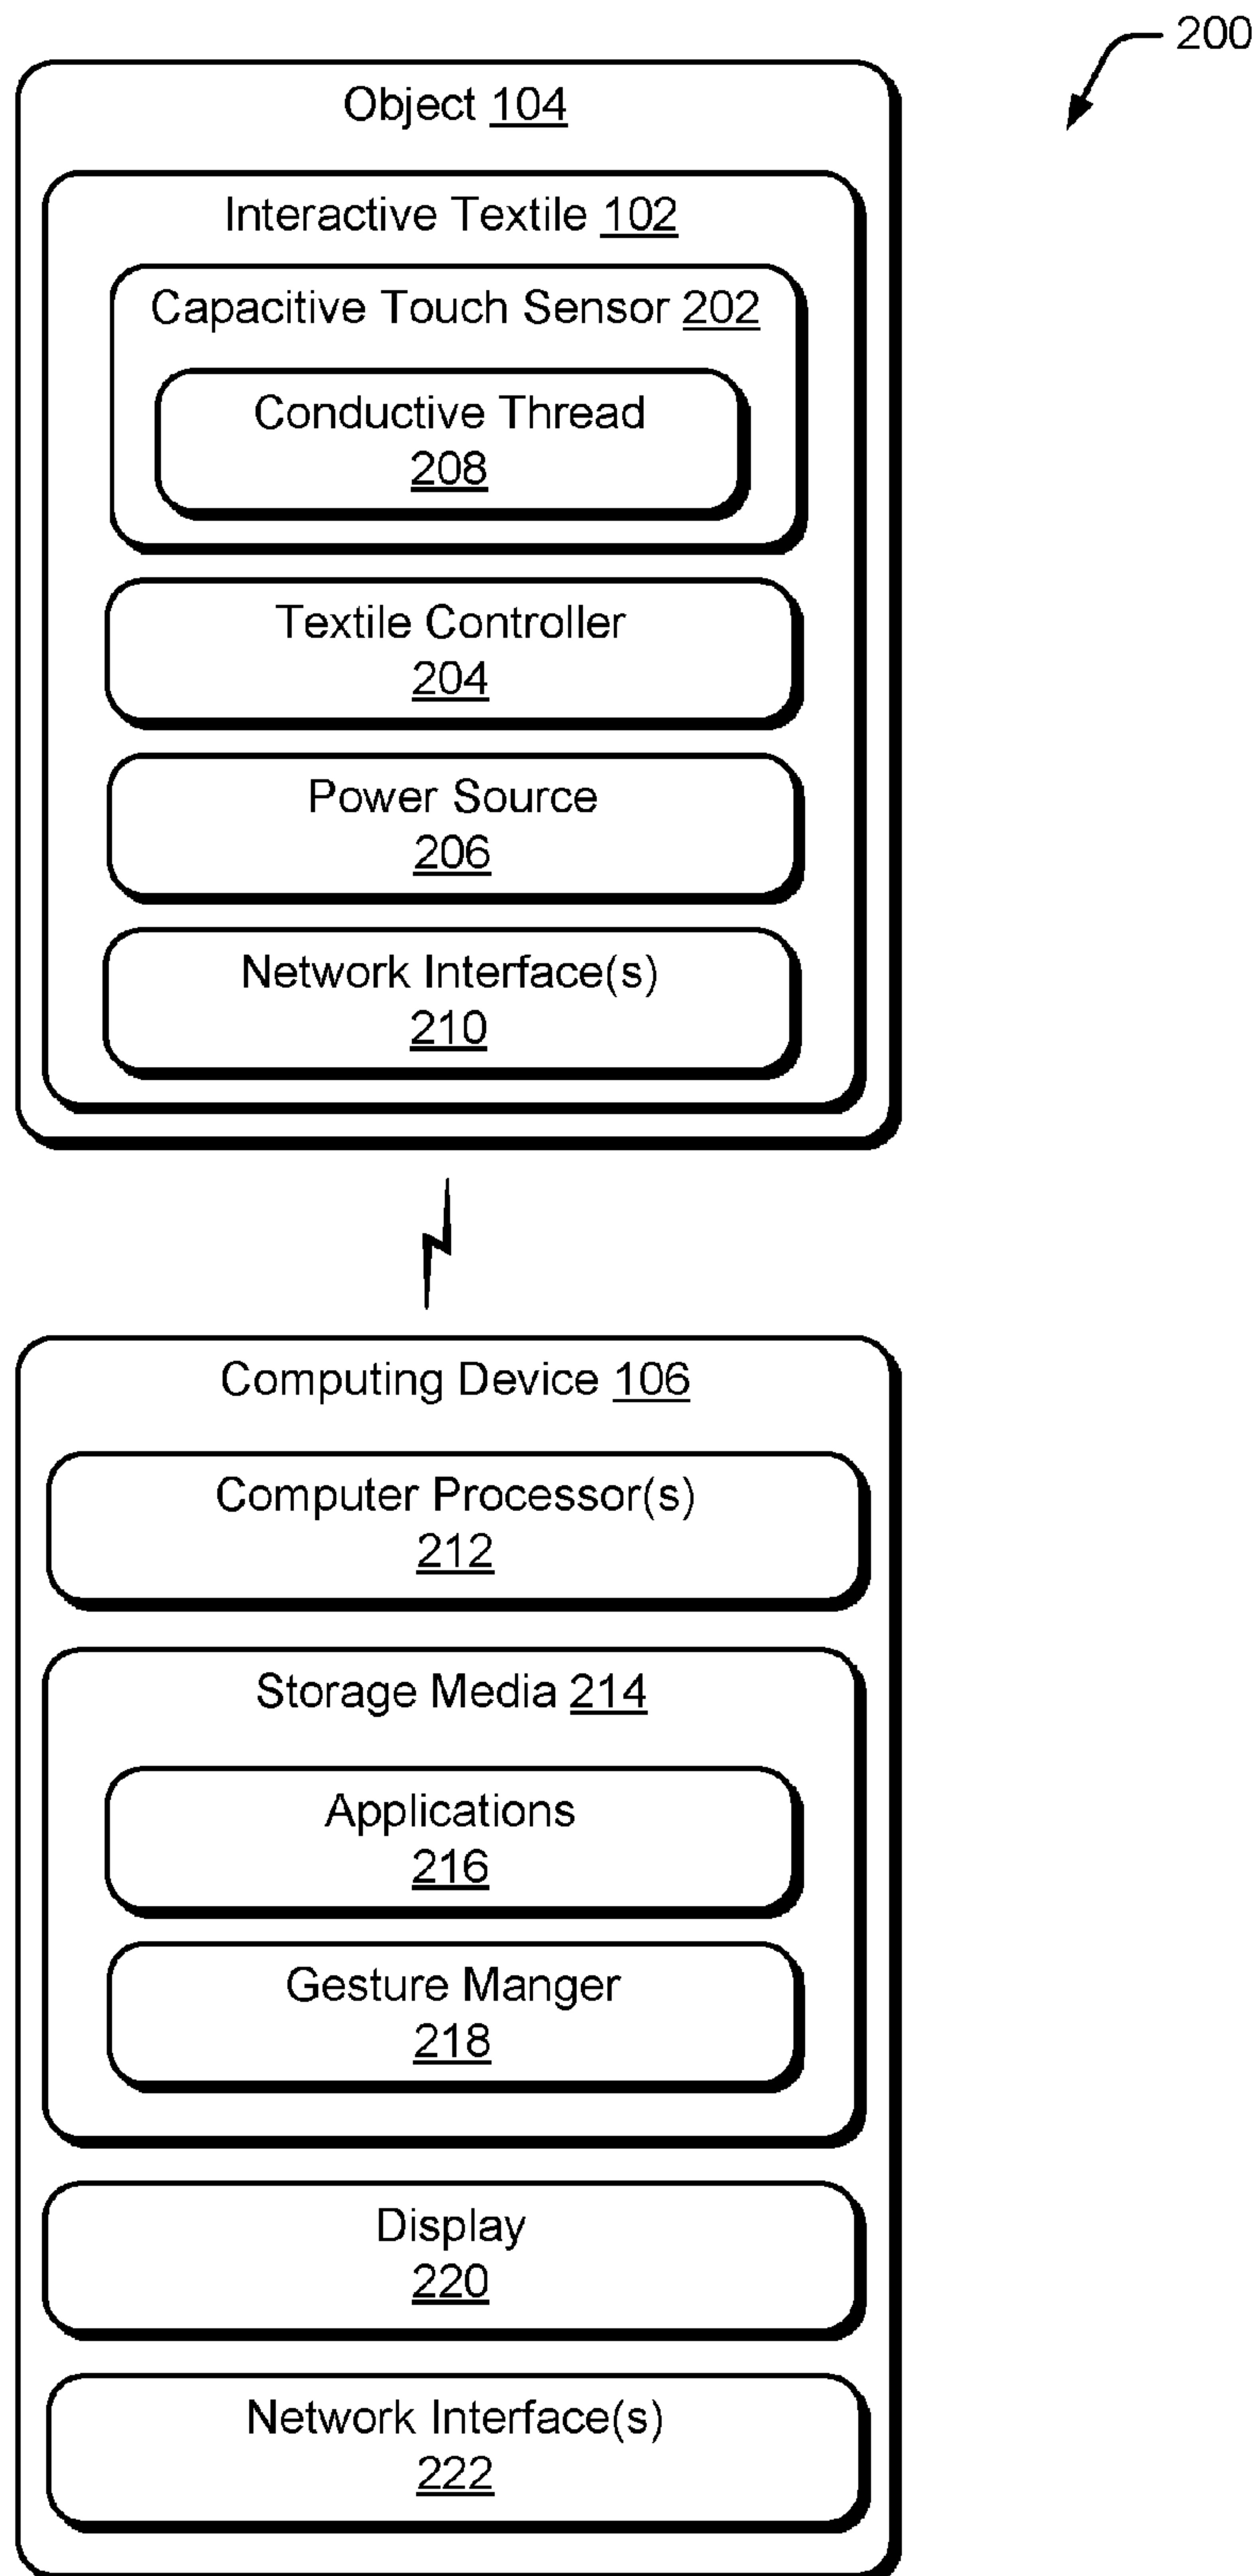 200
Object 104
Interactive Textile 102
Capacitive Touch Sensor 202
Conductive Thread
208
Textile Controller
204
Power Source
206
Network Interface(s)
210
Computing Device 106
Computer Processor(s)
212
Storage Media 214
Applications
216
Gesture Manger
218
Display
220
Network Interface(s)
222